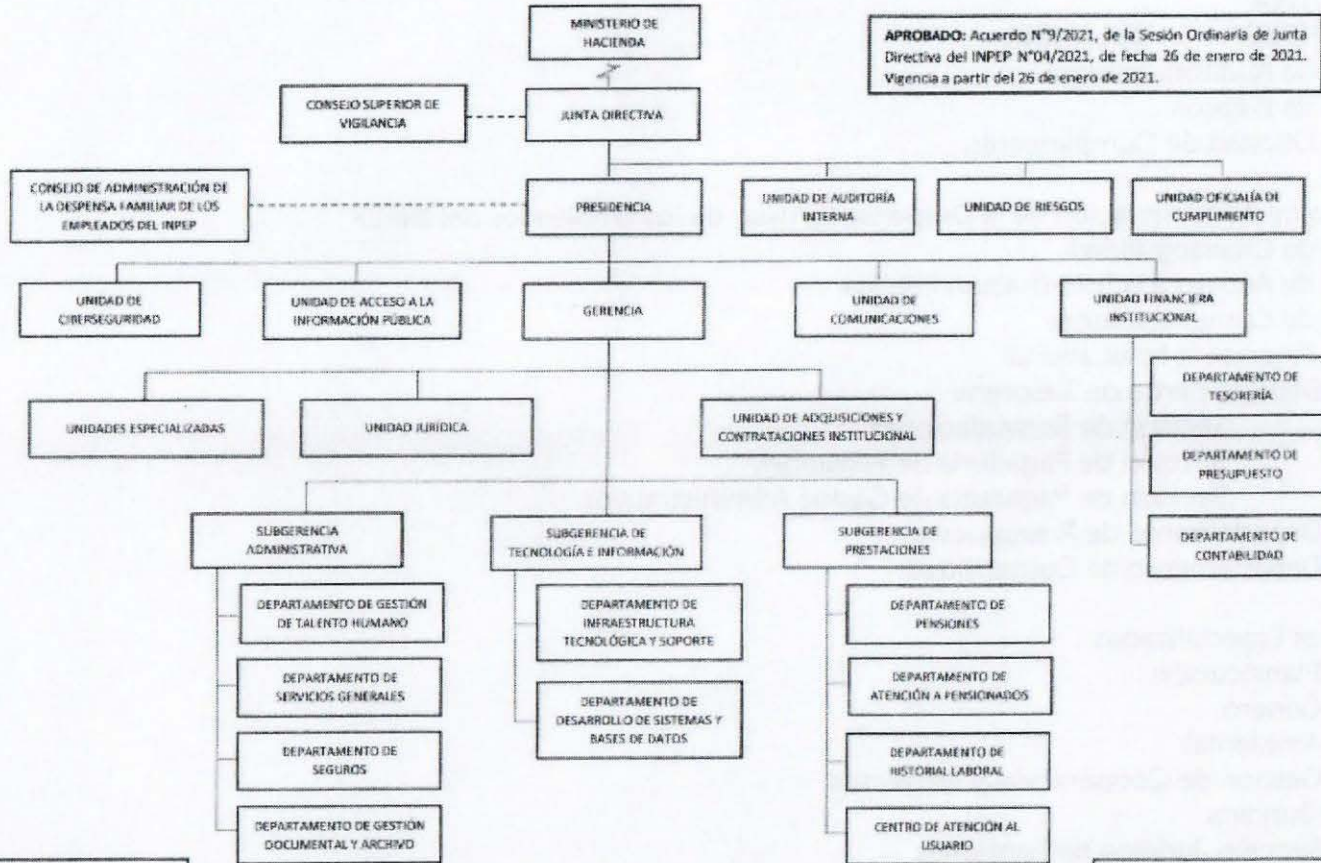 MINISTERIO DE
HACIENDA
APROBADO: Acuerdo N°9/2021, de la Sesión Ordinaria de Junta
Directiva del INPEP N°04/2021, de fecha 26 de enero de 2021.
Vigencia a partir del 26 de enero de 2021.
CONSEJO SUPERIOR DE
VIGILANCIA
JUNTA DIRECTIVA
CONSEJO DE ADMINISTRACIÓN DE
LA DESPENSA FAMILIAR DE LOS
EMPLEADOS DEL INPEP
PRESIDENCIA
UNIDAD DE AUDITORÍA
INTERNA
UNIDAD DE RIESGOS
UNIDAD OFICIALÍA DE
CUMPLIMIENTO
UNIDAD DE
CIBERSEGURIDAD
UNIDAD DE ACCESO A LA
INFORMACIÓN PÚBLICA
GERENCIA
UNIDAD DE
COMUNICACIONES
UNIDAD FINANCIERA
INSTITUCIONAL
DEPARTAMENTO DE
TESORERÍA
DEPARTAMENTO DE
PRESUPUESTO
DEPARTAMENTO DE
CONTABILIDAD
UNIDADES ESPECIALIZADAS
UNIDAD JURÍDICA
UNIDAD DE ADQUISICIONES Y
CONTRATACIONES INSTITUCIONAL
SUBGERENCIA
ADMINISTRATIVA
DEPARTAMENTO DE GESTIÓN
DE TALENTO HUMANO
DEPARTAMENTO DE
SERVICIOS GENERALES
DEPARTAMENTO DE
SEGUROS
DEPARTAMENTO DE GESTIÓN
DOCUMENTAL Y ARCHIVO
SUBGERENCIA DE
TECNOLOGÍA E INFORMACIÓN
DEPARTAMENTO DE
INFRAESTRUCTURA
TECNOLÓGICA Y SOPORTE
DEPARTAMENTO DE
DESARROLLO DE SISTEMAS Y
BASES DE DATOS
SUBGERENCIA DE
PRESTACIONES
DEPARTAMENTO DE
PENSIONES
DEPARTAMENTO DE
ATENCIÓN A PENSIONADOS
DEPARTAMENTO DE
HISTORIAL LABORAL
CENTRO DE ATENCIÓN AL
USUARIO